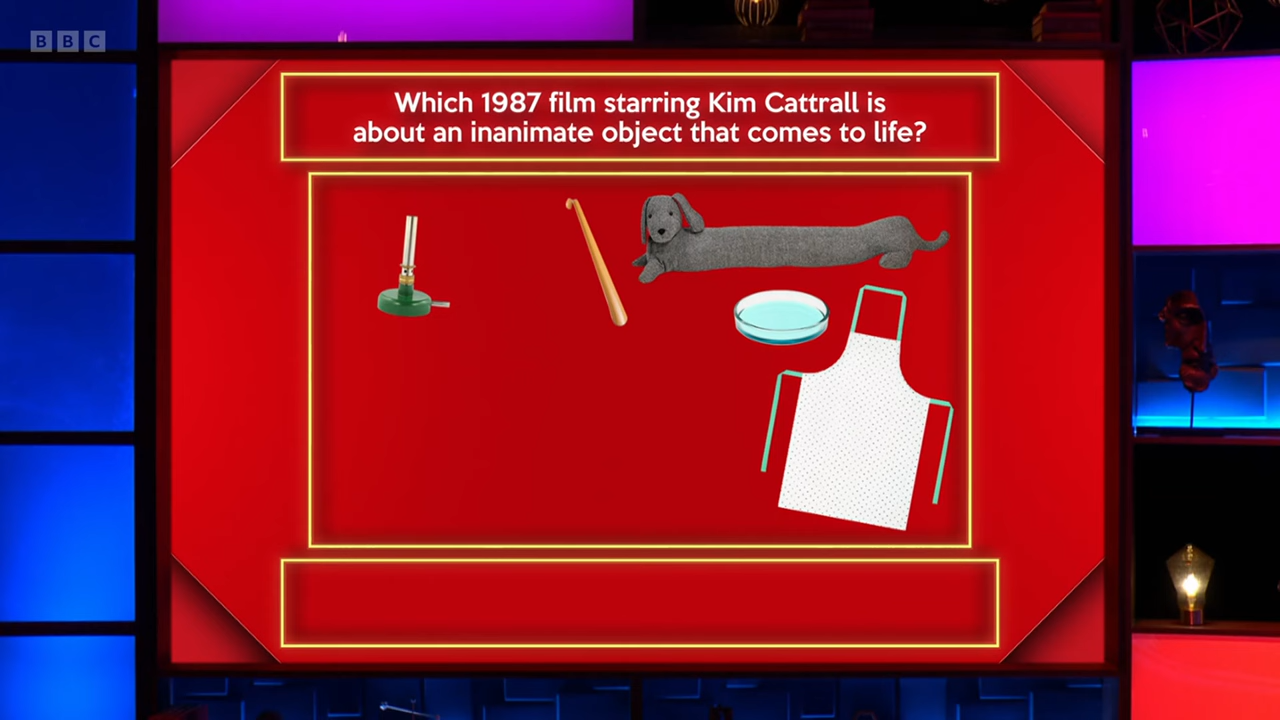 BBC
Which 1987 film starring Kim Cattrall is
about an inanimate object that comes to life?